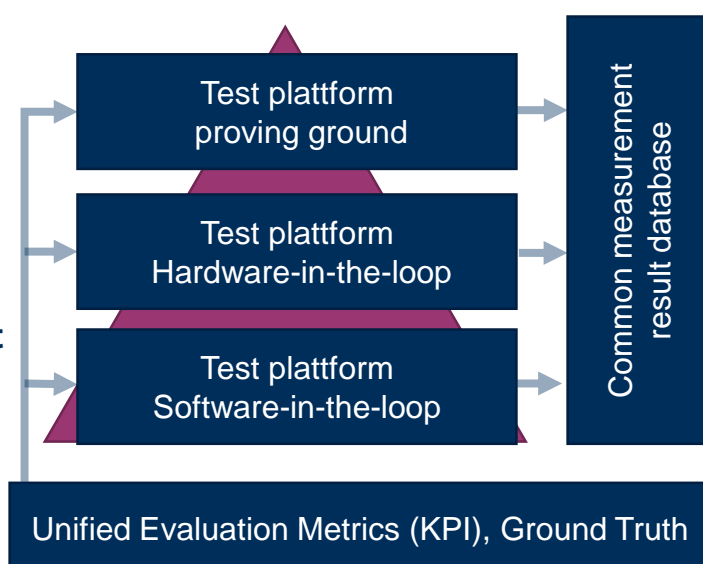 Test plattform
proving ground
Test plattform
Hardware-in-the-loop
Test plattform
Software-in-the-loop
Common measurement
result database
Unified Evaluation Metrics (KPI), Ground Truth